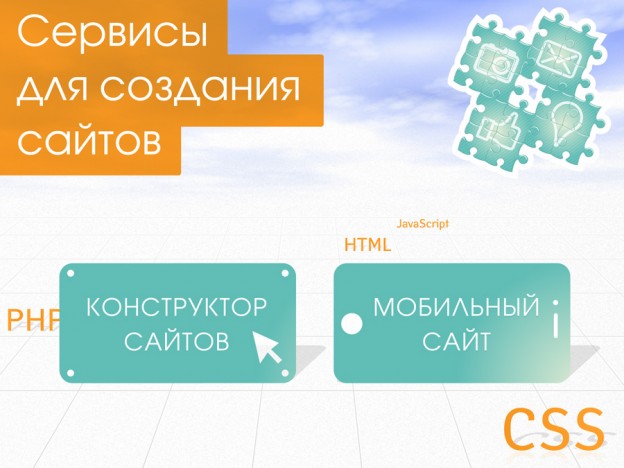 Сервисы
для создания
сайтов
JavaScript
HTML
PHP
КОНСТРУКТОР
САЙТОВ
МОБИЛЬНЫЙ
САЙТ
CSS